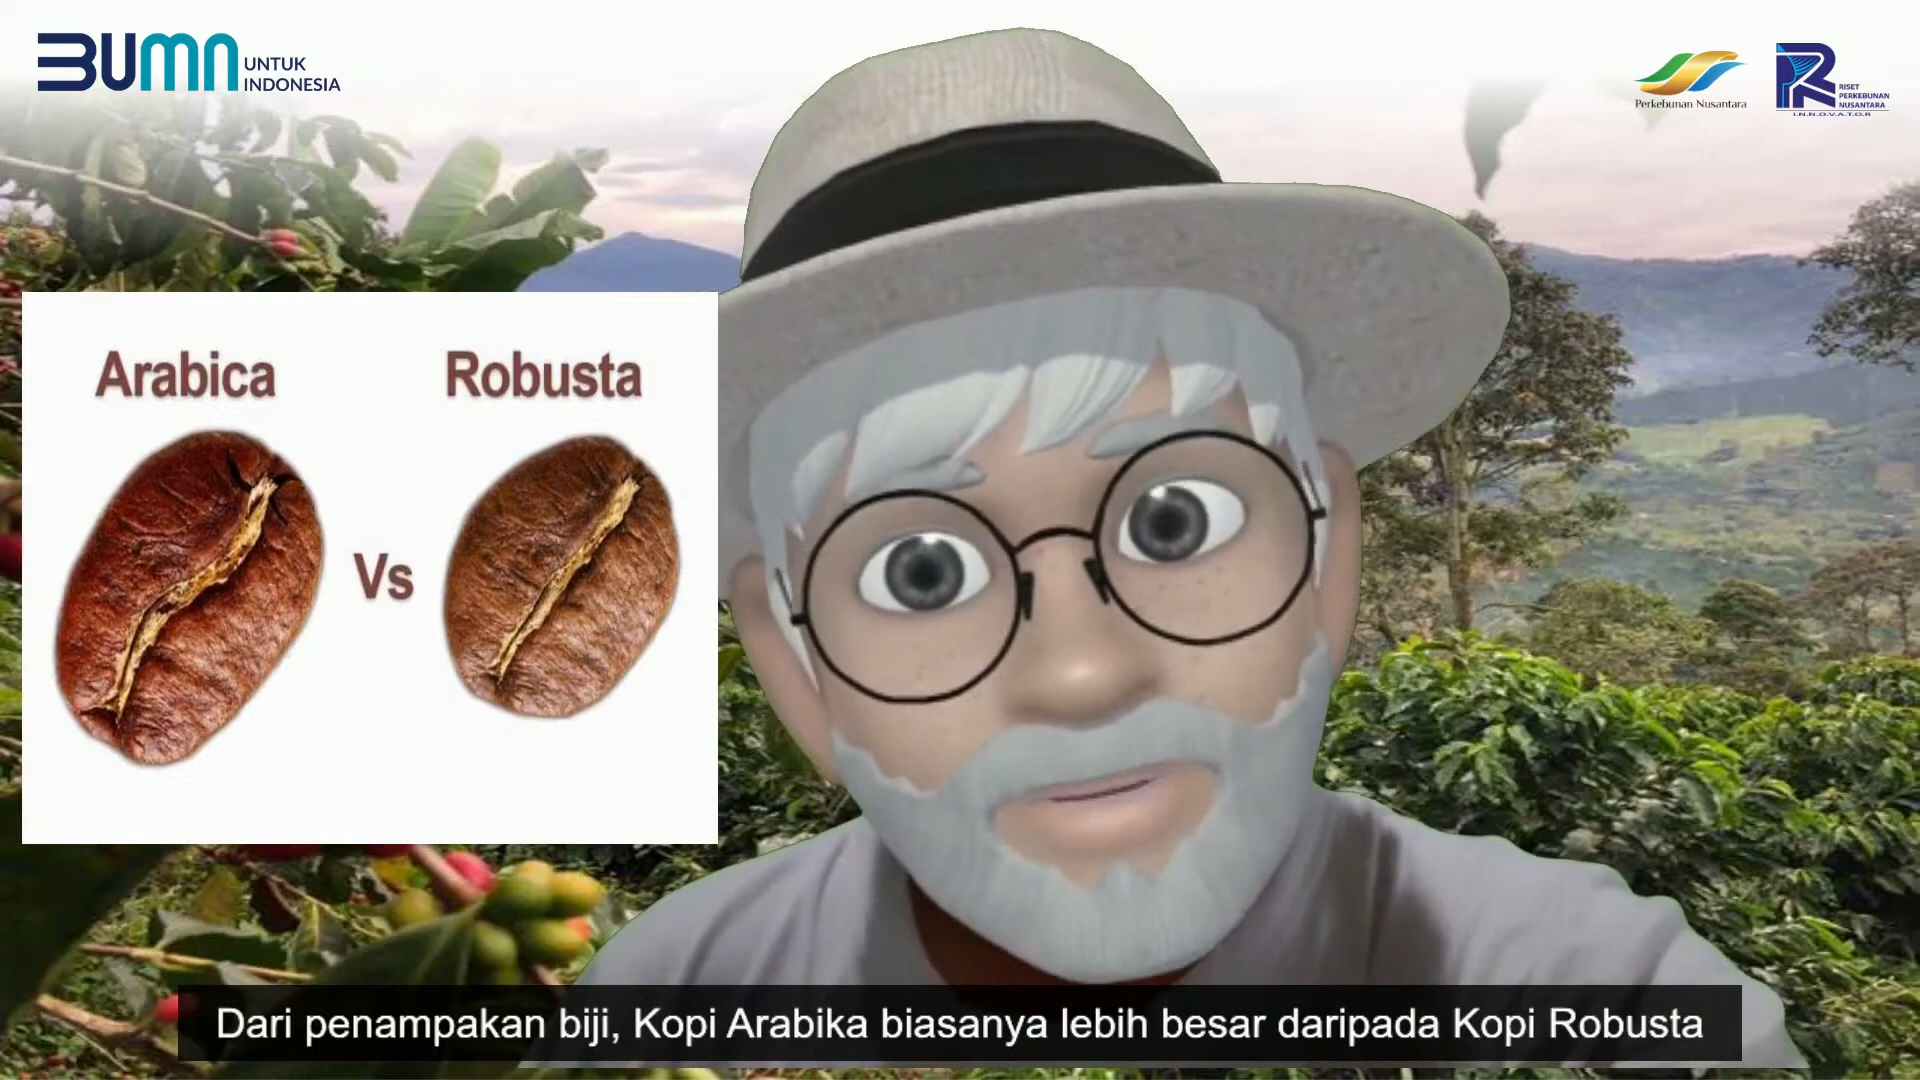 BUMN UNTUK
INDONESIA
Perkebunan Nusantara
RISET
PERKEBUNAN
NUSANTARA
I.N.N.O.V.A.T.O.R
Arabica
Robusta
Vs
Dari penampakan biji, Kopi Arabika biasanya lebih besar daripada Kopi Robusta